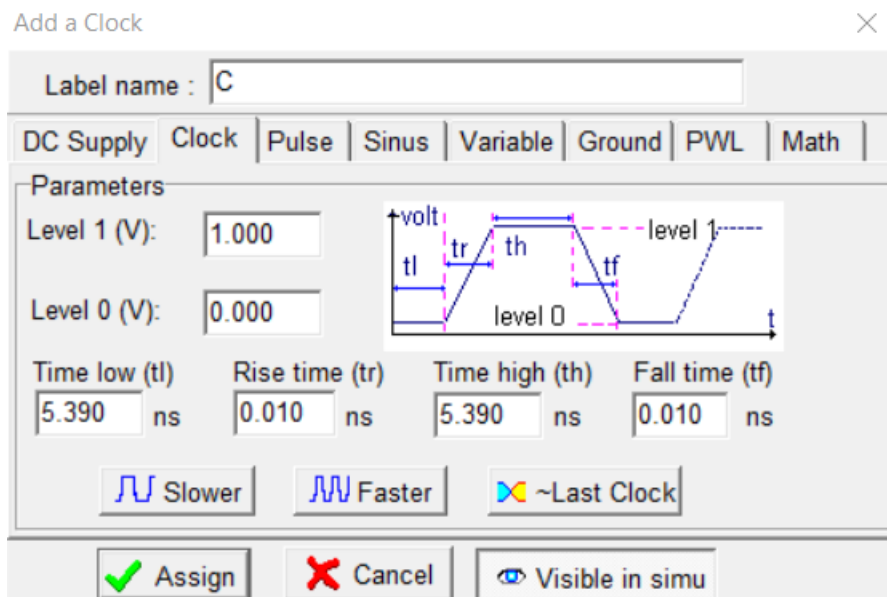 Add a Clock
Label name : C
DC Supply Clock Pulse Sinus Variable Ground PWL Math
Parameters
Level 1 (V): 1.000
Level 0 (V): 0.000
volt
tl tr th tf
level 1
level 0
t
Time low (tl) Rise time (tr) Time high (th) Fall time (tf)
5.390 ns 0.010 ns 5.390 ns 0.010 ns
Slower Faster ~Last Clock
Assign Cancel Visible in simu